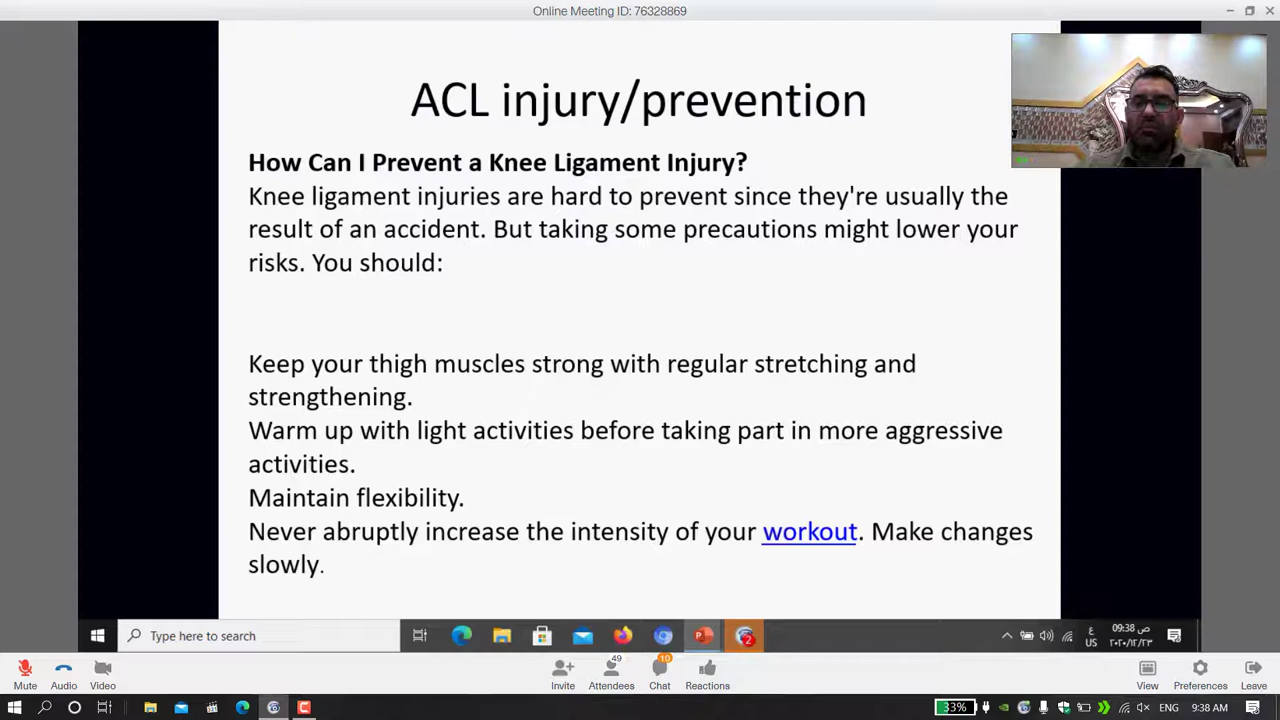 Online Meeting ID: 76328869
ACL injury/prevention
How Can I Prevent a Knee Ligament Injury?
Knee ligament injuries are hard to prevent since they're usually the
result of an accident. But taking some precautions might lower your
risks. You should:
Keep your thigh muscles strong with regular stretching and
strengthening.
Warm up with light activities before taking part in more aggressive
activities.
Maintain flexibility.
Never abruptly increase the intensity of your workout. Make changes
slowly.
Type here to search
2
ع
US
09:38 ص
٢٠٢٠/١٢/٢٣
49
10
Mute
Audio
Video
Invite
Attendees
Chat
Reactions
View
Preferences
Leave
33%
ENG
9:38 AM